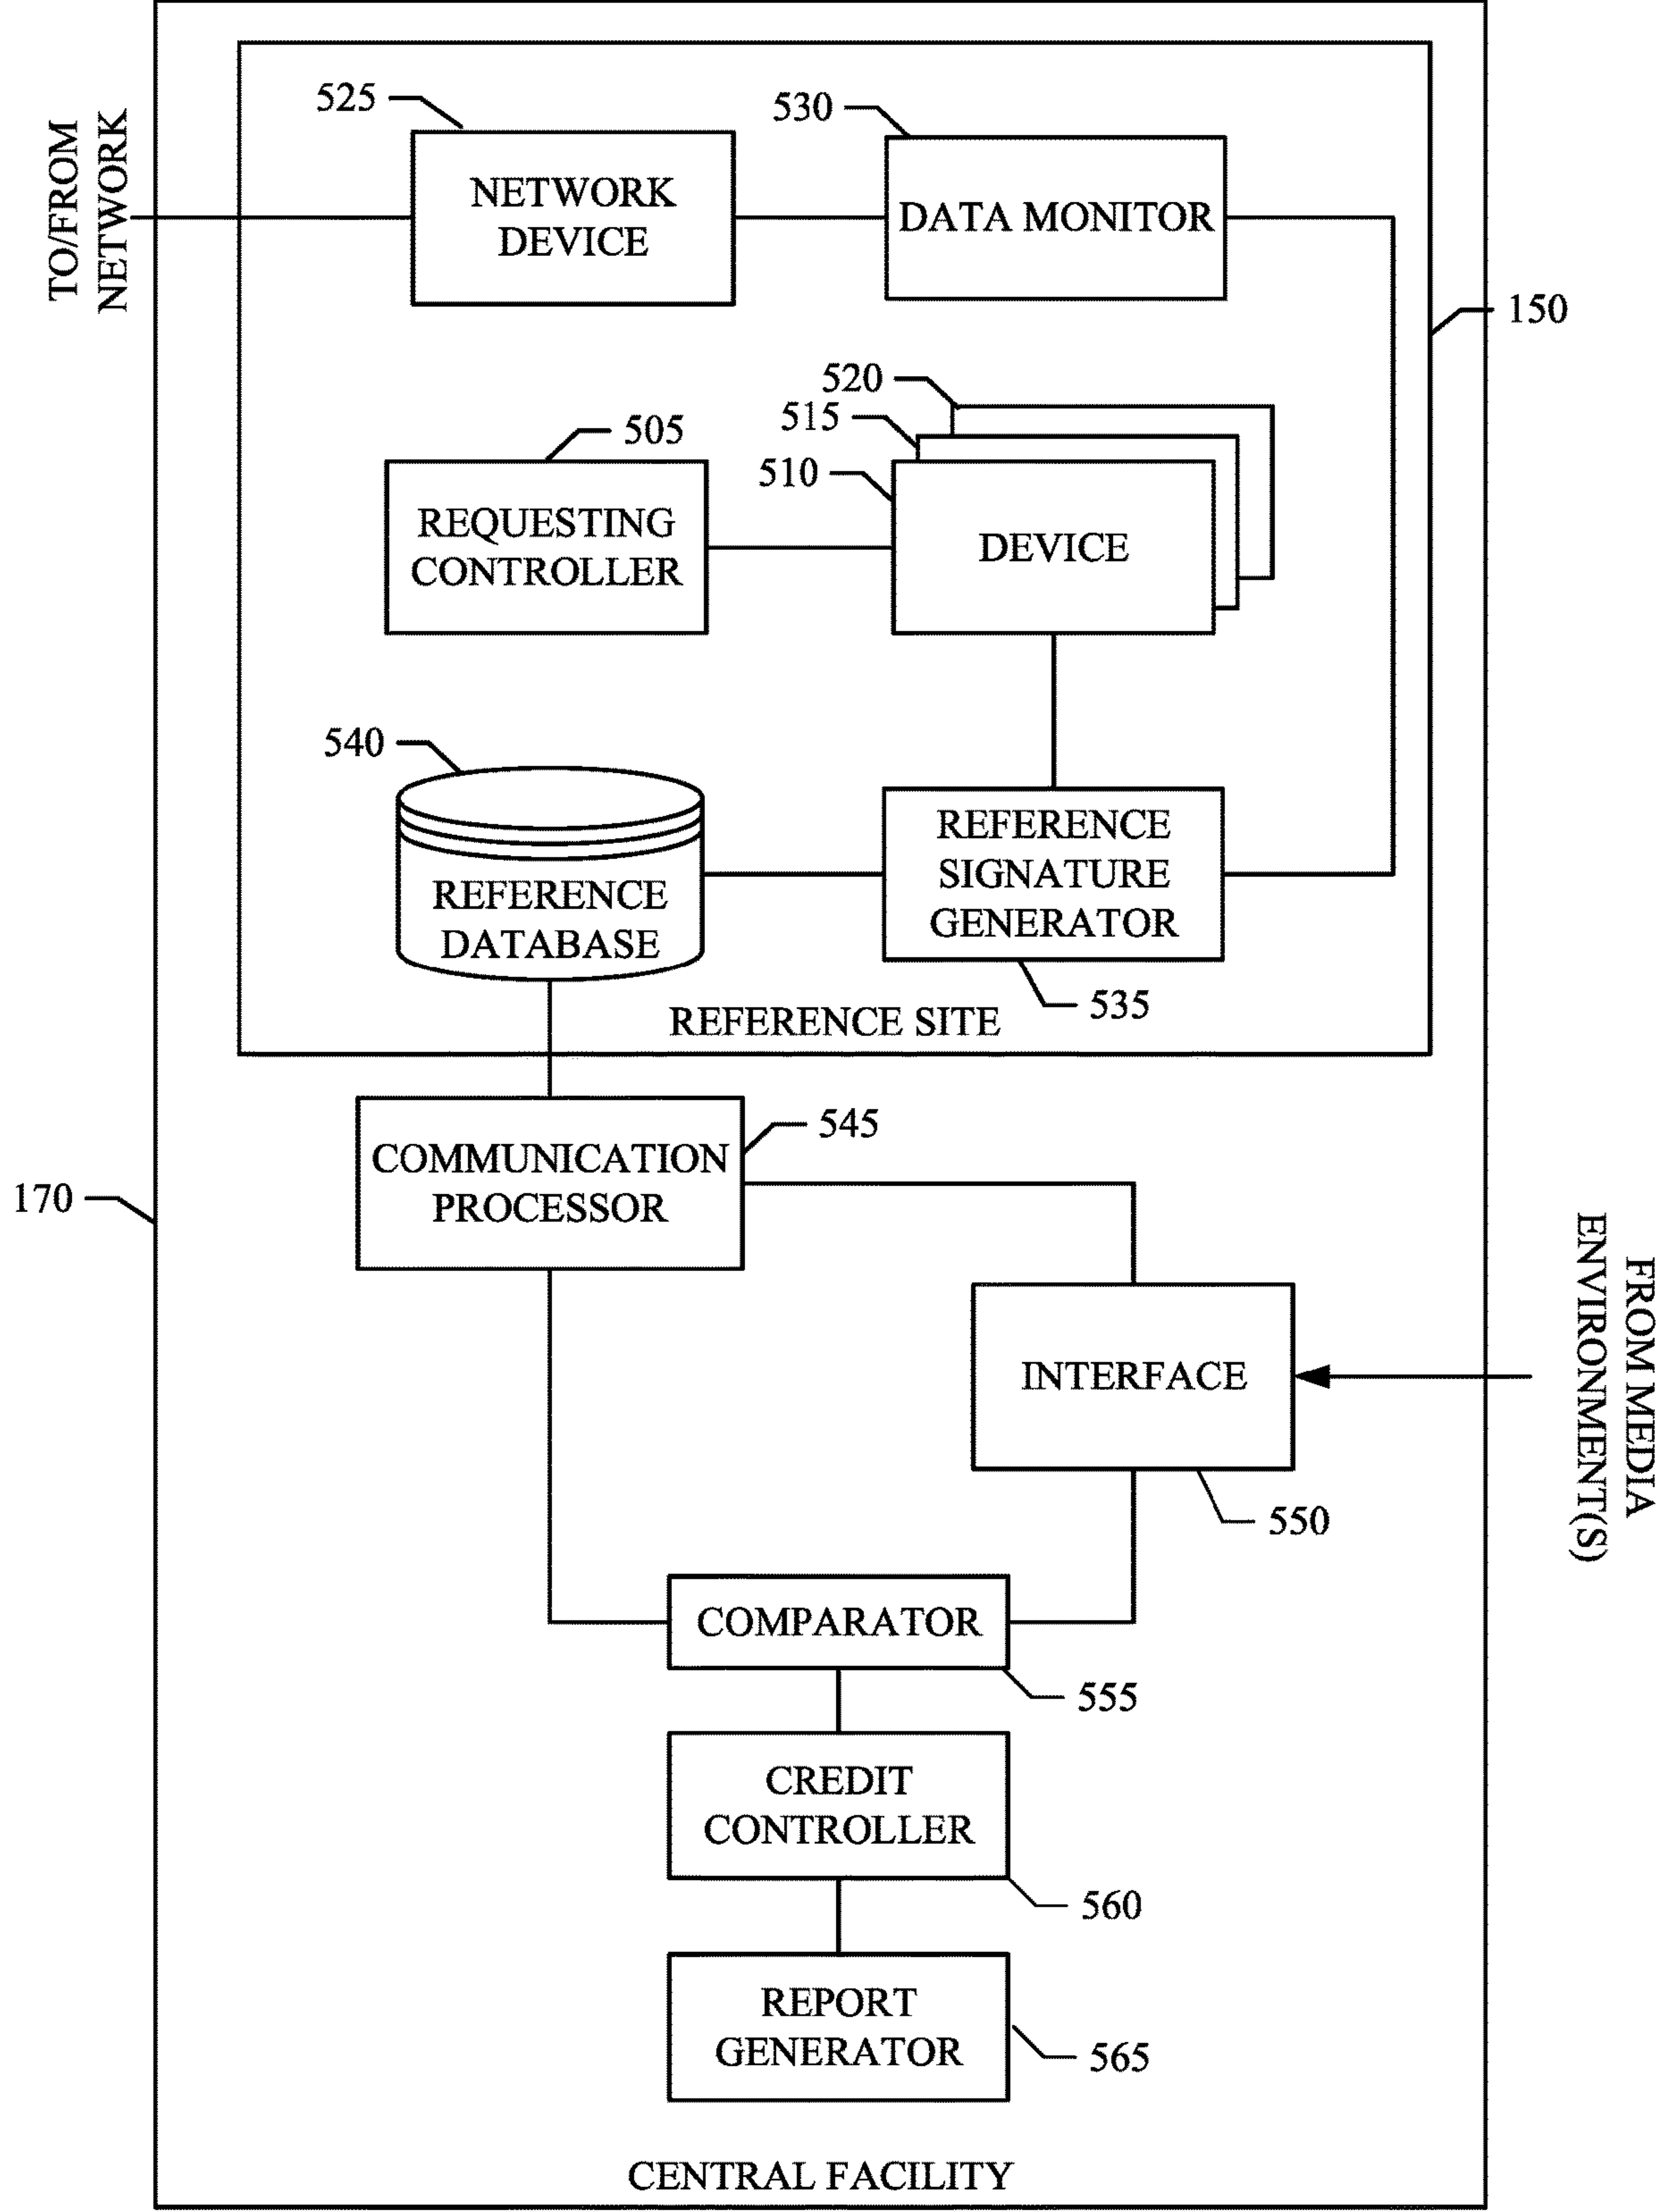 525
530
TO/FROM
NETWORK
NETWORK
DEVICE
DATA MONITOR
150
520
515
510
505
REQUESTING
CONTROLLER
DEVICE
540
REFERENCE
DATABASE
REFERENCE
SIGNATURE
GENERATOR
535
REFERENCE SITE
545
COMMUNICATION
PROCESSOR
170
FROM MEDIA
ENVIRONMENT(S)
INTERFACE
550
COMPARATOR
555
CREDIT
CONTROLLER
560
REPORT
GENERATOR
565
CENTRAL FACILITY